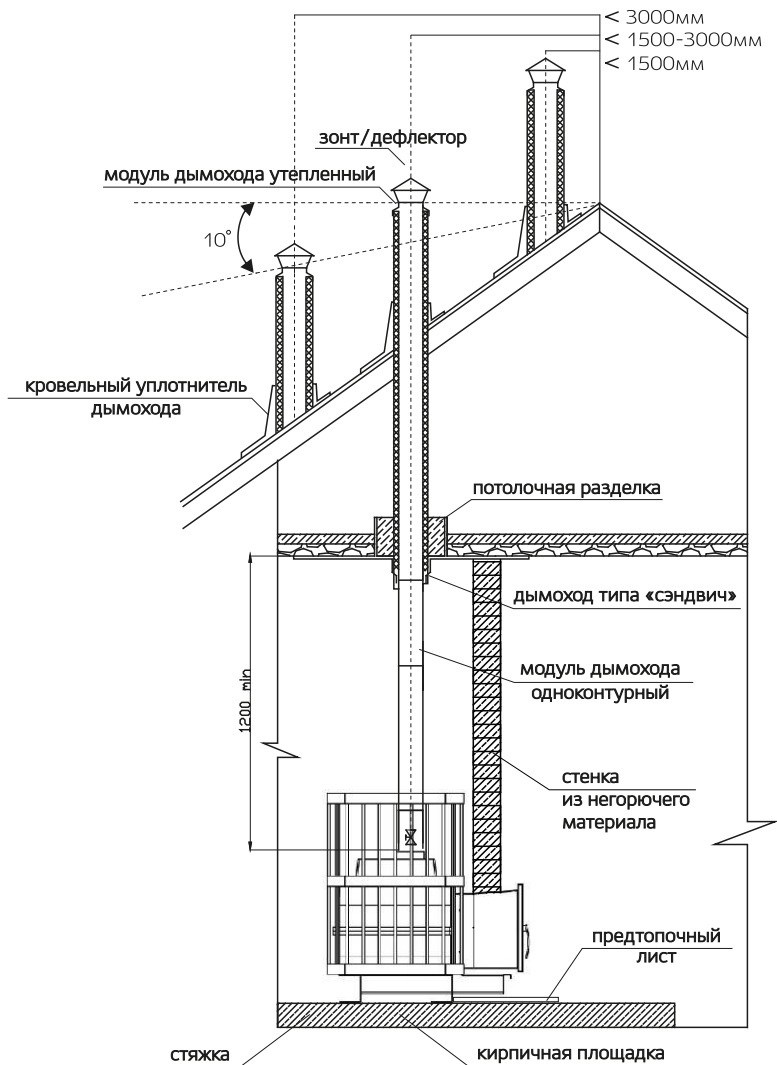 < 3000мм
< 1500-3000мм
< 1500мм
зонт/дефлектор
модуль дымохода утепленный
10°
кровельный уплотнитель
дымохода
потолочная разделка
дымоход типа «сэндвич»
модуль дымохода
одноконтурный
1200 min
стенка
из негорючего
материала
предтопочный
лист
стяжка
кирпичная площадка